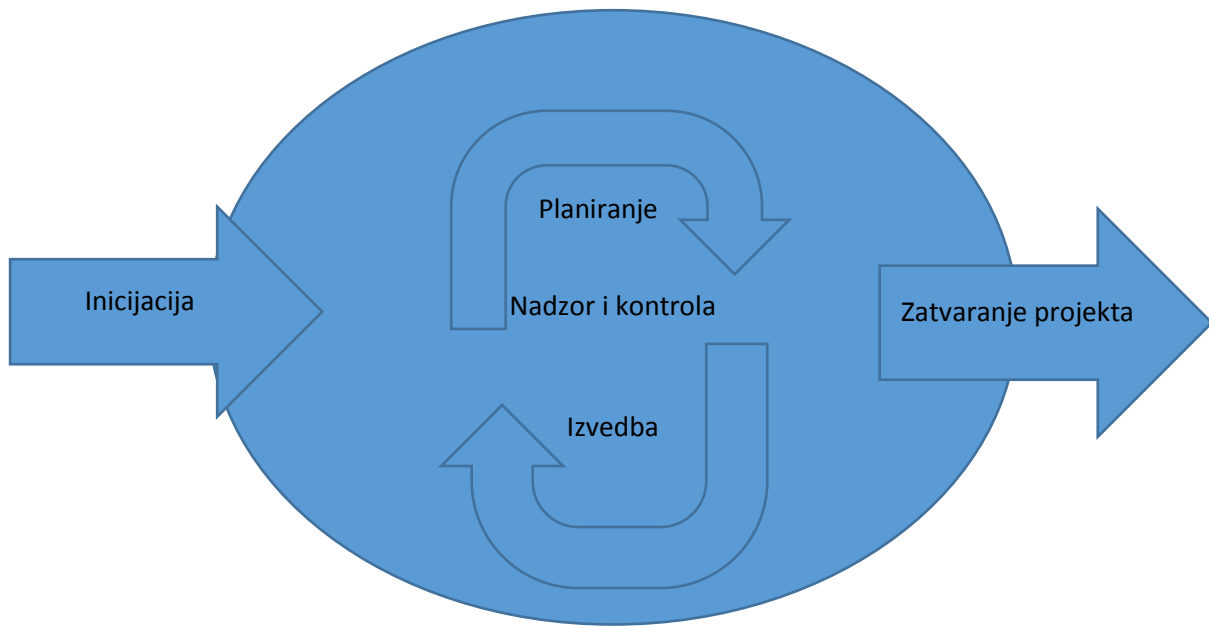 Planiranje
Inicijacija
Nadzor i kontrola
Zatvaranje projekta
Izvedba